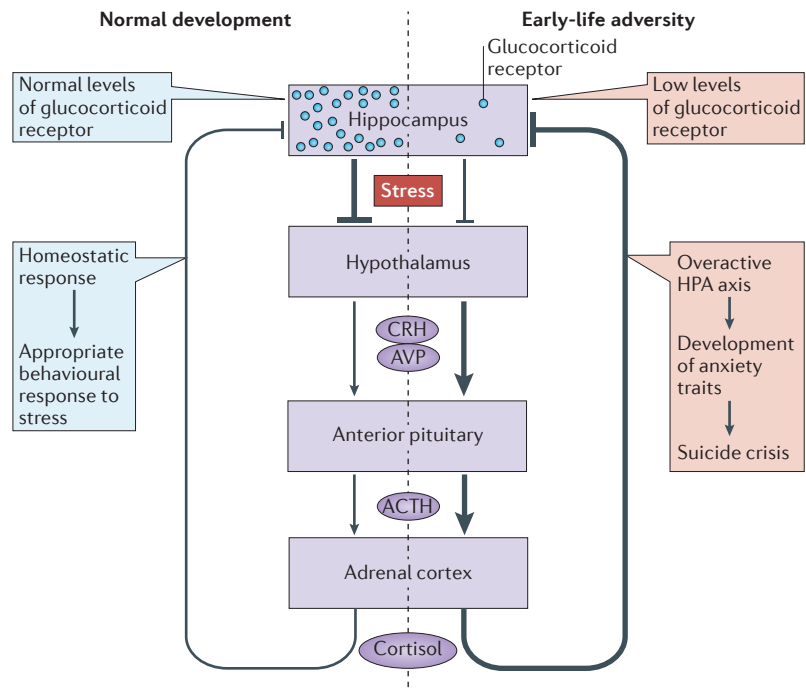 Normal development
Early-life adversity
Glucocorticoid
receptor
Normal levels
of glucocorticoid
receptor
Hippocampus
Low levels
of glucocorticoid
receptor
Stress
Homeostatic
response
Appropriate
behavioural
response to
stress
Hypothalamus
Overactive
HPA axis
Development
of anxiety
traits
Suicide crisis
CRH
AVP
Anterior pituitary
ACTH
Adrenal cortex
Cortisol